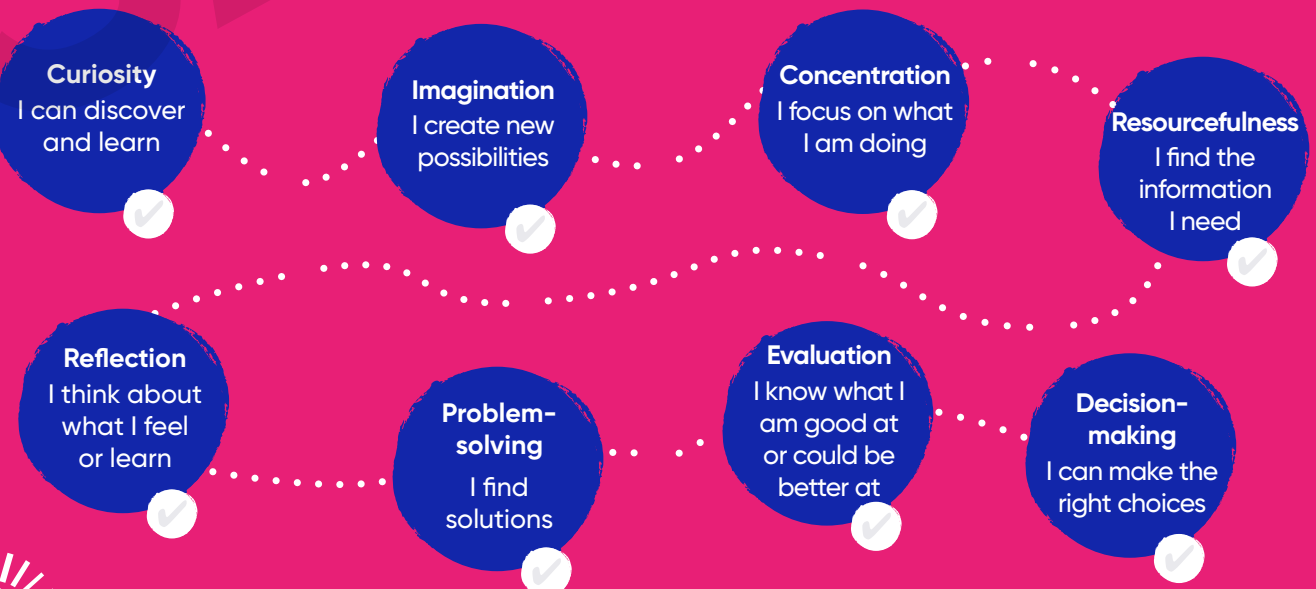 Curiosity
I can discover
and learn
Imagination
I create new
possibilities
Concentration
I focus on what
I am doing
Resourcefulness
I find the
information
I need
Reflection
I think about
what I feel
or learn
Problem-
solving
I find
solutions
Evaluation
I know what I
am good at
or could be
better at
Decision-
making
I can make the
right choices